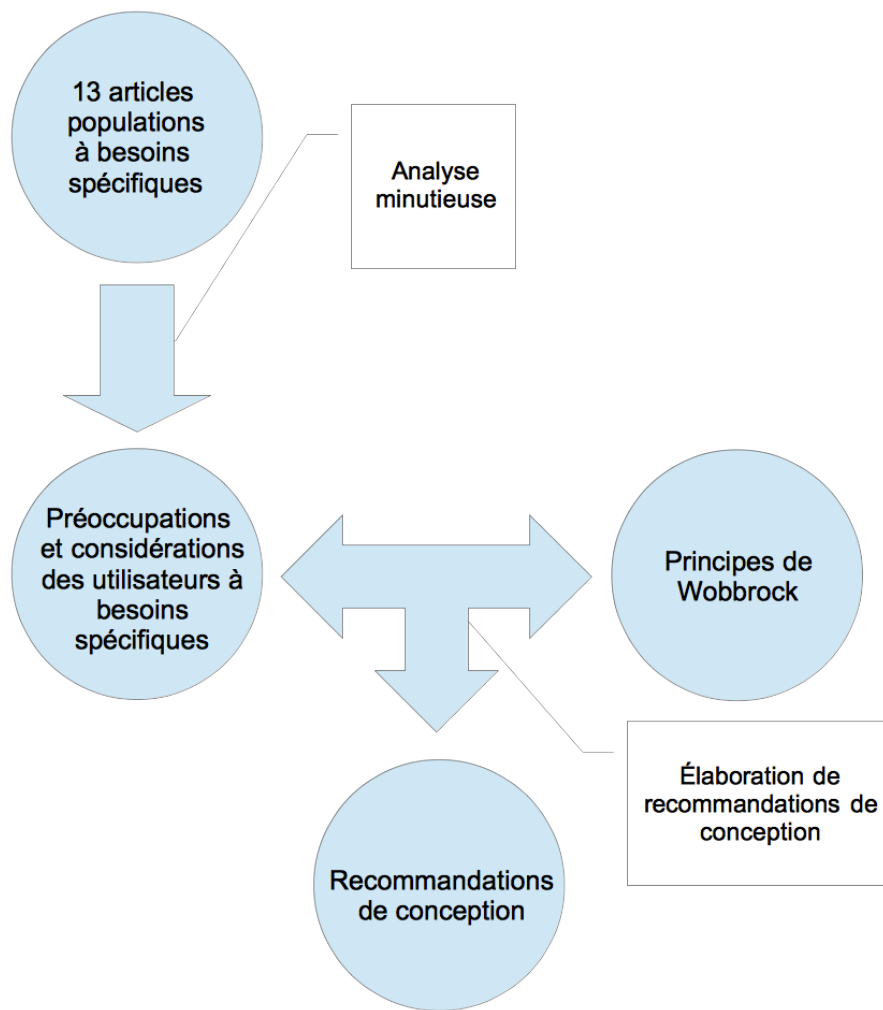 13 articles
populations
à besoins
spécifiques
Analyse
minutieuse
Préoccupations
et considérations
des utilisateurs à
besoins
spécifiques
Principes de
Wobbrock
Élaboration de
recommandations de
conception
Recommandations
de conception